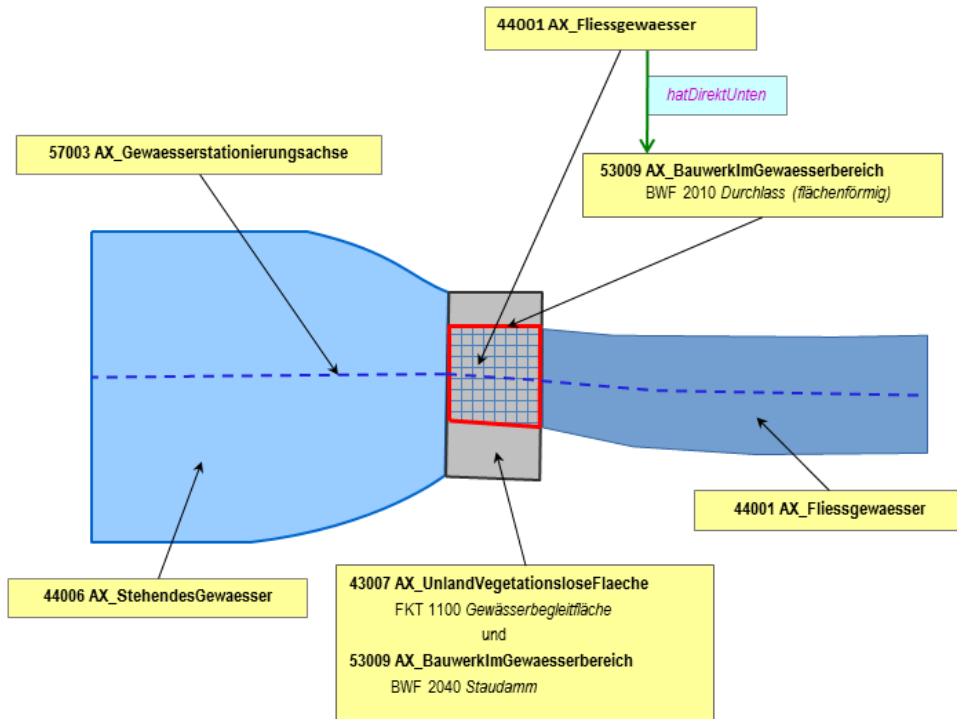 44001 AX_Fliessgewaesser
hatDirektUnten
57003 AX_Gewaesserstationierungsachse
53009 AX_BauwerkImGewaesserbereich
BWF 2010 Durchlass (flächenförmig)
44001 AX_Fliessgewaesser
44006 AX_StehendesGewaesser
43007 AX_UnlandVegetationsloseFlaeche
FKT 1100 Gewässerbegleitfläche
und
53009 AX_BauwerkImGewaesserbereich
BWF 2040 Staudamm